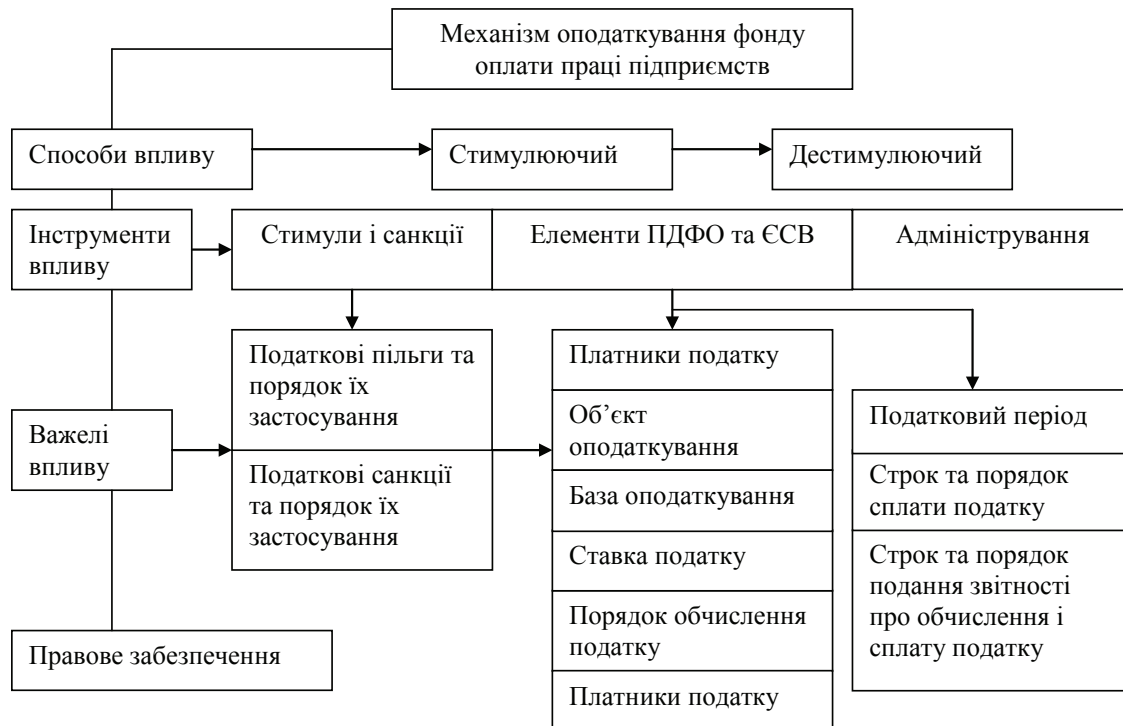 Механізм оподаткування фонду
оплати праці підприємств
Способи впливу
Стимулюючий
Дестимулюючий
Інструменти
впливу
Стимули і санкції
Елементи ПДФО та ЄСВ
Адміністрування
Важелі
впливу
Податкові пільги та
порядок їх
застосування
Податкові санкції
та порядок їх
застосування
Платники податку
Об’єкт
оподаткування
База оподаткування
Ставка податку
Порядок обчислення
податку
Платники податку
Податковий період
Строк та порядок
сплати податку
Строк та порядок
подання звітності
про обчислення і
сплату податку
Правове забезпечення